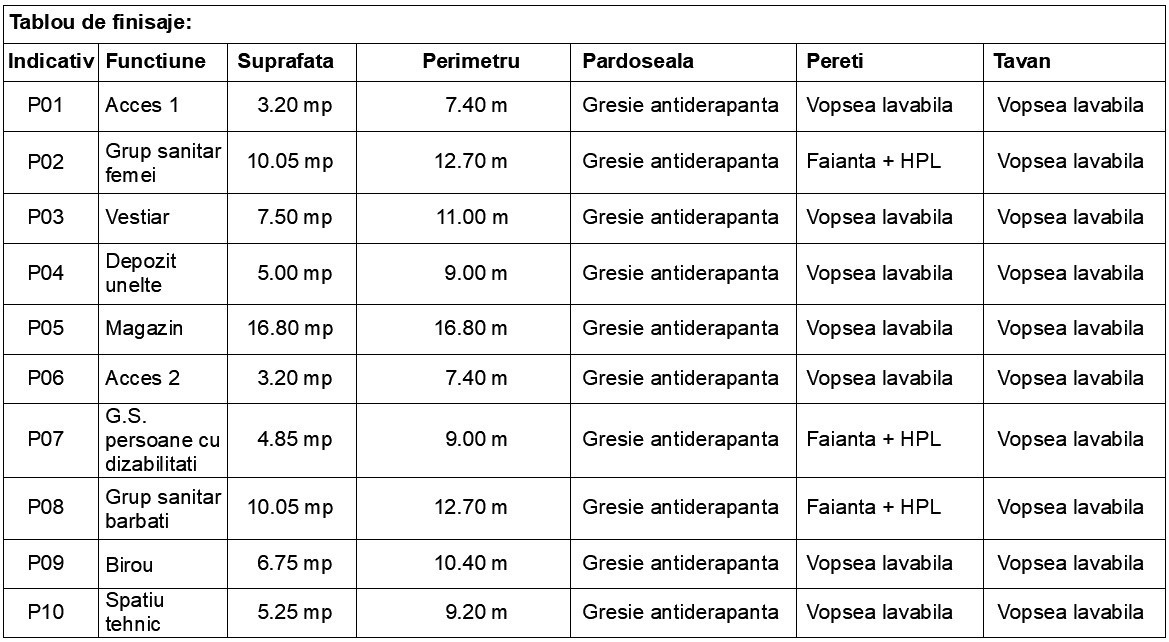 Tablou de finisaje:
Indicativ Functiune Suprafata Perimetru Pardoseala Pereti Tavan
P01 Acces 1 3.20 mp 7.40 m Gresie antiderapanta Vopsea lavabila Vopsea lavabila
P02 Grup sanitar femei 10.05 mp 12.70 m Gresie antiderapanta Faianta + HPL Vopsea lavabila
P03 Vestiar 7.50 mp 11.00 m Gresie antiderapanta Vopsea lavabila Vopsea lavabila
P04 Depozit unelte 5.00 mp 9.00 m Gresie antiderapanta Vopsea lavabila Vopsea lavabila
P05 Magazin 16.80 mp 16.80 m Gresie antiderapanta Vopsea lavabila Vopsea lavabila
P06 Acces 2 3.20 mp 7.40 m Gresie antiderapanta Vopsea lavabila Vopsea lavabila
P07 G.S. persoane cu dizabilitati 4.85 mp 9.00 m Gresie antiderapanta Faianta + HPL Vopsea lavabila
P08 Grup sanitar barbati 10.05 mp 12.70 m Gresie antiderapanta Faianta + HPL Vopsea lavabila
P09 Birou 6.75 mp 10.40 m Gresie antiderapanta Vopsea lavabila Vopsea lavabila
P10 Spatiu tehnic 5.25 mp 9.20 m Gresie antiderapanta Vopsea lavabila Vopsea lavabila